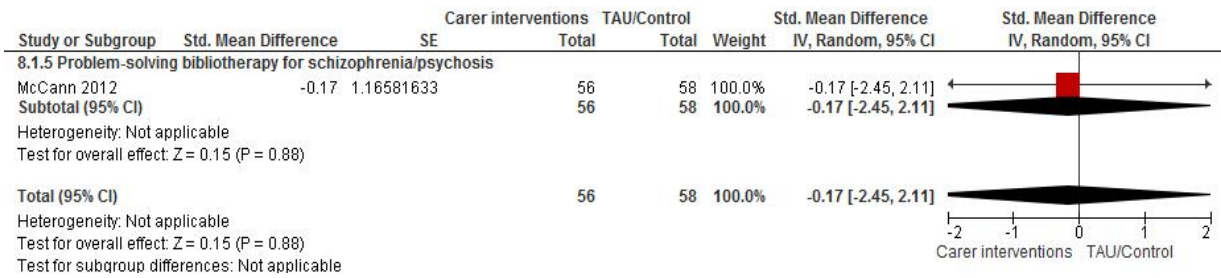 Carer interventions TAU/Control Std. Mean Difference Std. Mean Difference
Study or Subgroup Std. Mean Difference SE Total Total Weight IV, Random, 95% CI IV, Random, 95% CI
8.1.5 Problem-solving bibliotherapy for schizophrenia/psychosis
McCann 2012 -0.17 1.16581633 56 58 100.0% -0.17 [-2.45, 2.11]
Subtotal (95% CI) 56 58 100.0% -0.17 [-2.45, 2.11]
Heterogeneity: Not applicable
Test for overall effect: Z = 0.15 (P = 0.88)
Total (95% CI) 56 58 100.0% -0.17 [-2.45, 2.11]
Heterogeneity: Not applicable
Test for overall effect: Z = 0.15 (P = 0.88)
Test for subgroup differences: Not applicable
-2 -1 0 1 2
Carer interventions TAU/Control